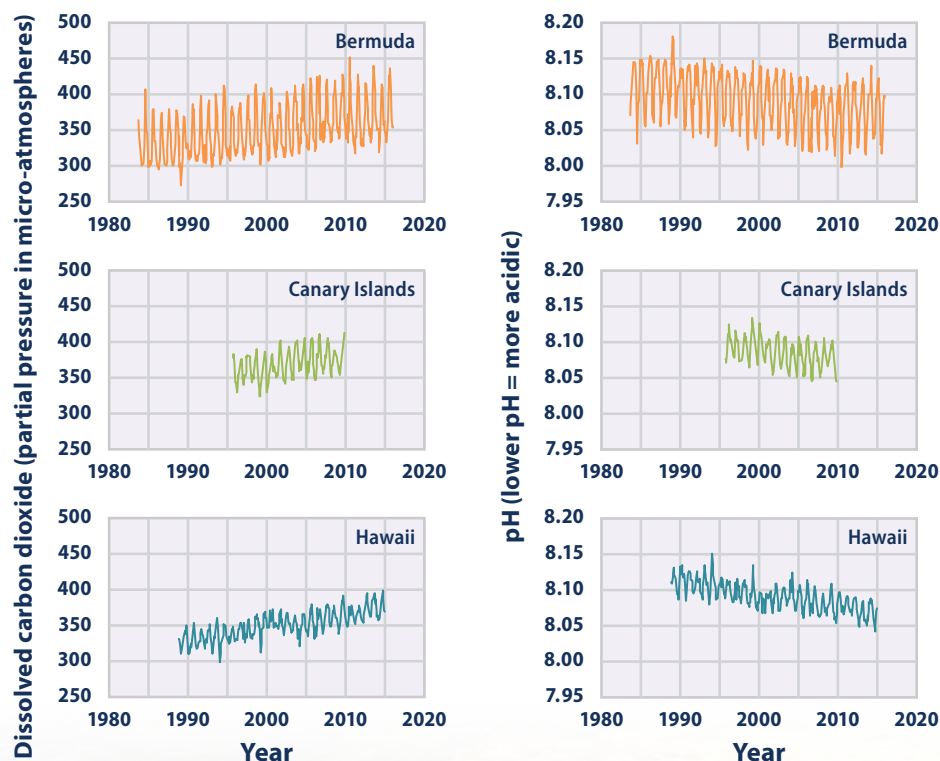 Dissolved carbon dioxide (partial pressure in micro-atmospheres)
500
450
400
350
300
250
Bermuda
1980 1990 2000 2010 2020
500
450
400
350
300
250
Canary Islands
1980 1990 2000 2010 2020
500
450
400
350
300
250
Hawaii
1980 1990 2000 2010 2020
Year
pH (lower pH = more acidic)
8.20
8.15
8.10
8.05
8.00
7.95
Bermuda
1980 1990 2000 2010 2020
8.20
8.15
8.10
8.05
8.00
7.95
Canary Islands
1980 1990 2000 2010 2020
8.20
8.15
8.10
8.05
8.00
7.95
Hawaii
1980 1990 2000 2010 2020
Year